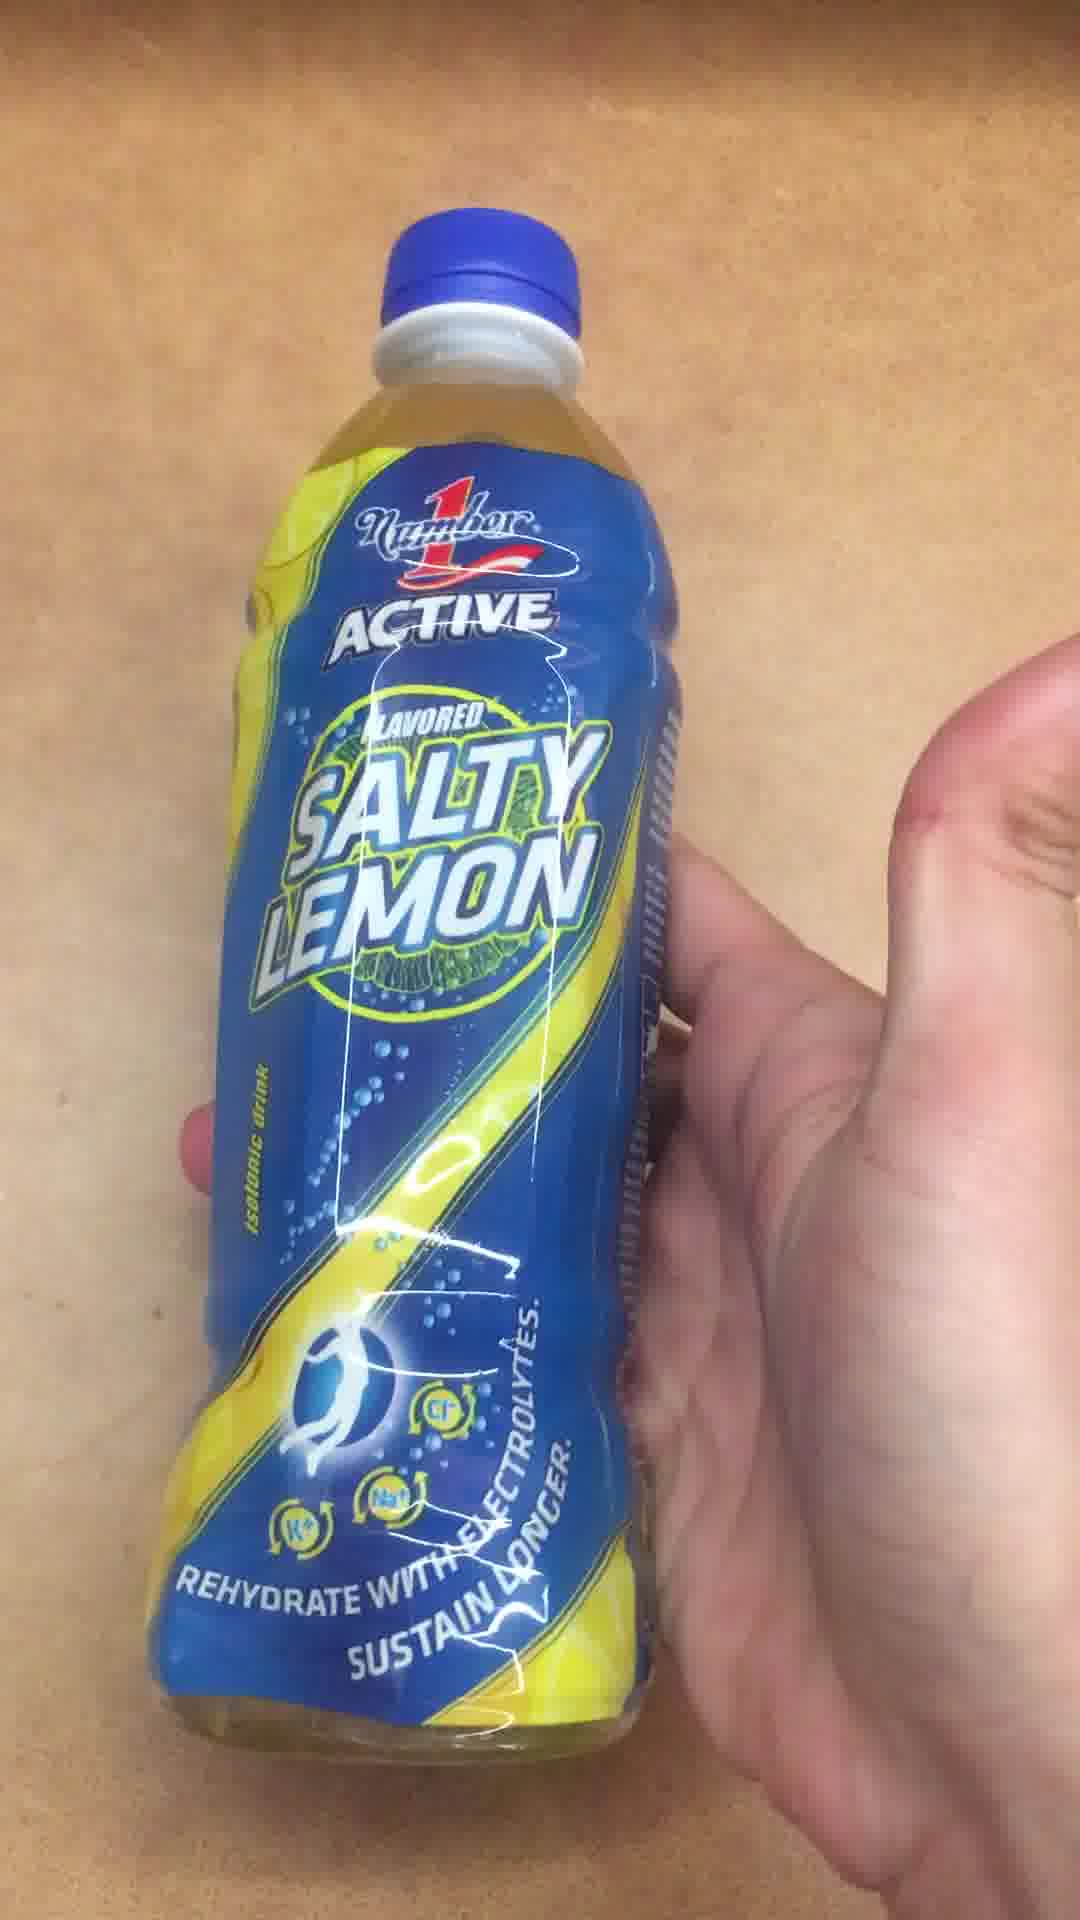 Number 1
ACTIVE
FLAVORED
SALTY
LEMON
isotonic drink
Cl-
Na+
K+
REHYDRATE WITH ELECTROLYTES.
SUSTAIN LONGER.